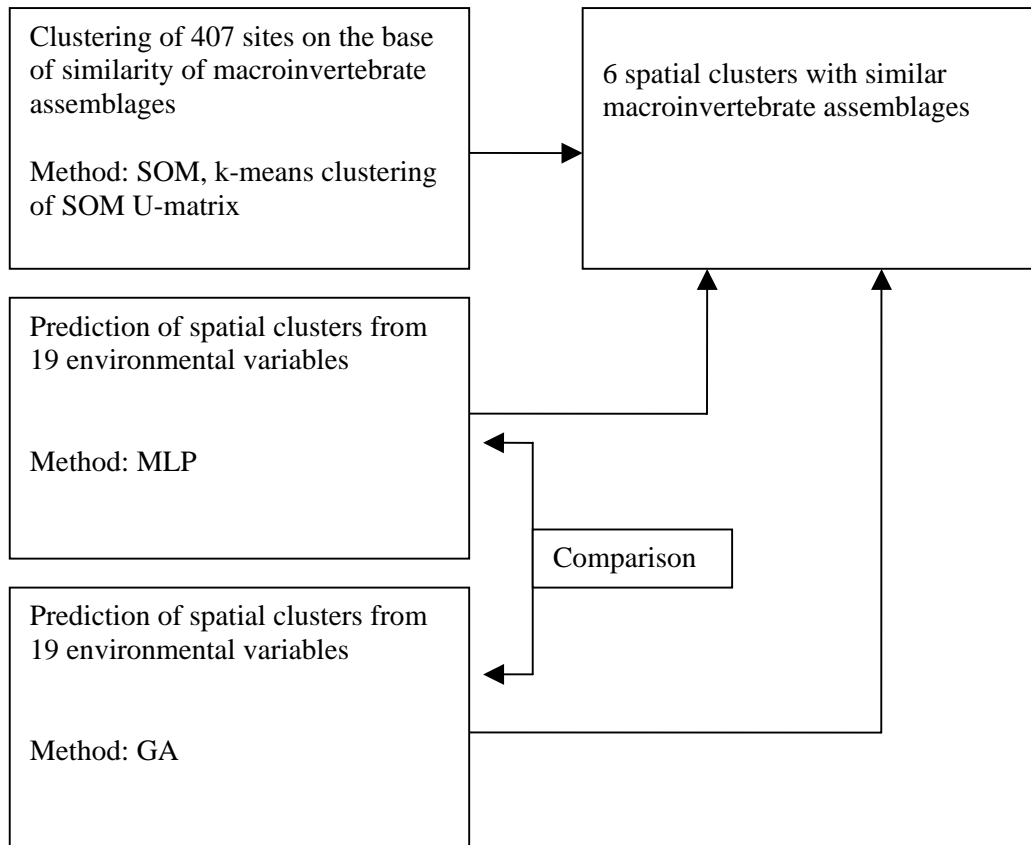 Clustering of 407 sites on the base
of similarity of macroinvertebrate
assemblages
Method: SOM, k-means clustering
of SOM U-matrix
6 spatial clusters with similar
macroinvertebrate assemblages
Prediction of spatial clusters from
19 environmental variables
Method: MLP
Comparison
Prediction of spatial clusters from
19 environmental variables
Method: GA